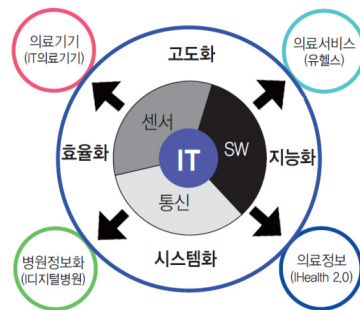 의료기기
(IT의료기기)
고도화
의료서비스
(유헬스)
센서
효율화
IT
SW
지능화
통신
병원정보화
(I디지털병원)
시스템화
의료정보
(IHealth 2.0)